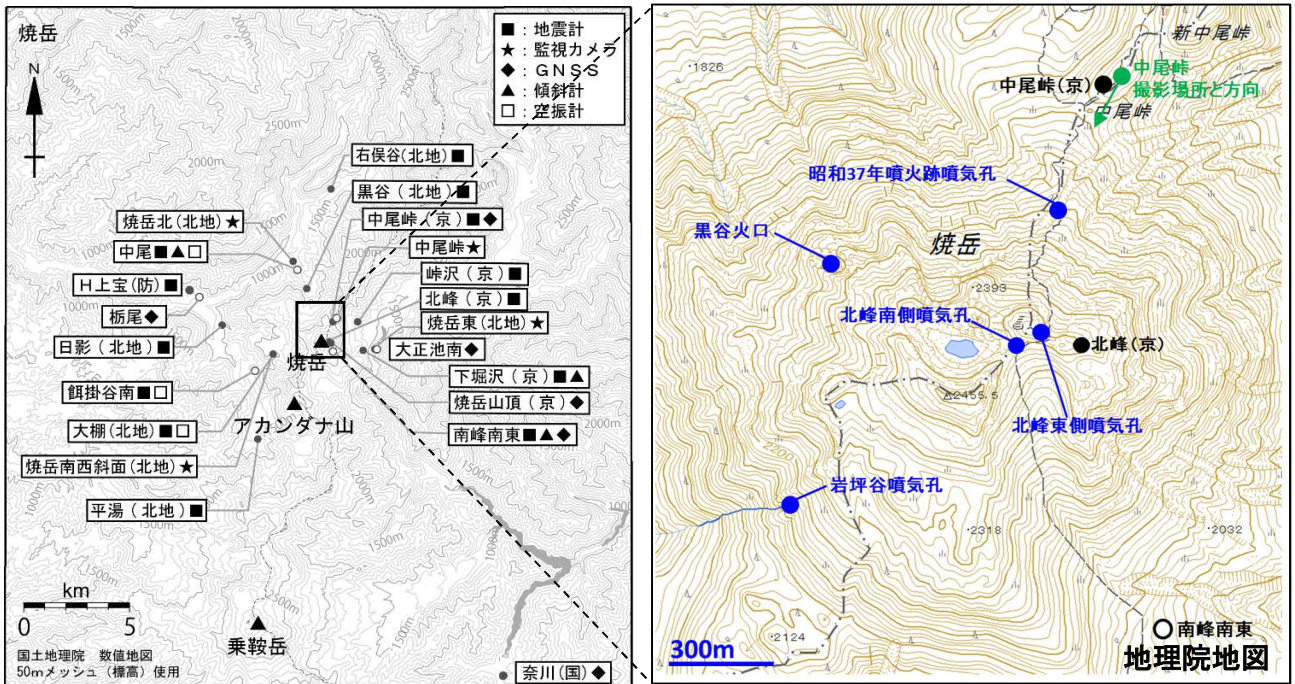 焼岳
N
■：地震計
★：監視カメラ
◆：GNSS
▲：傾斜計
□：空振計
右俣谷(北地)■
黒谷（北地）■
中尾峠（京）■◆
中尾峠★
峠沢（京）■
北峰（京）■
焼岳東(北地)★
大正池南◆
下堀沢（京）■▲
焼岳山頂（京）◆
南峰南東■▲◆
焼岳北(北地)★
中尾■▲□
H上宝(防)■
栃尾◆
日影（北地）■
餌掛谷南■□
大棚(北地)■□
焼岳南西斜面(北地)★
平湯（北地）■
焼岳
アカンダナ山
乗鞍岳
奈川(国)◆
2500m
2500m
2000m
2000m
1500m
1000m
1000m
1000m
1500m
1500m
1500m
1000m
1000m
2500m
km
0 5
国土地理院 数値地図
50mメッシュ（標高）使用
新中尾峠
・1826
中尾峠(京)
中尾峠
撮影場所と方向
中尾峠
昭和37年噴火跡噴気孔
黒谷火口
焼岳
・2393
北峰南側噴気孔
北峰(京)
△2455.5
北峰東側噴気孔
2200
岩坪谷噴気孔
・2318
・2032
・2124
300m
南峰南東
地理院地図